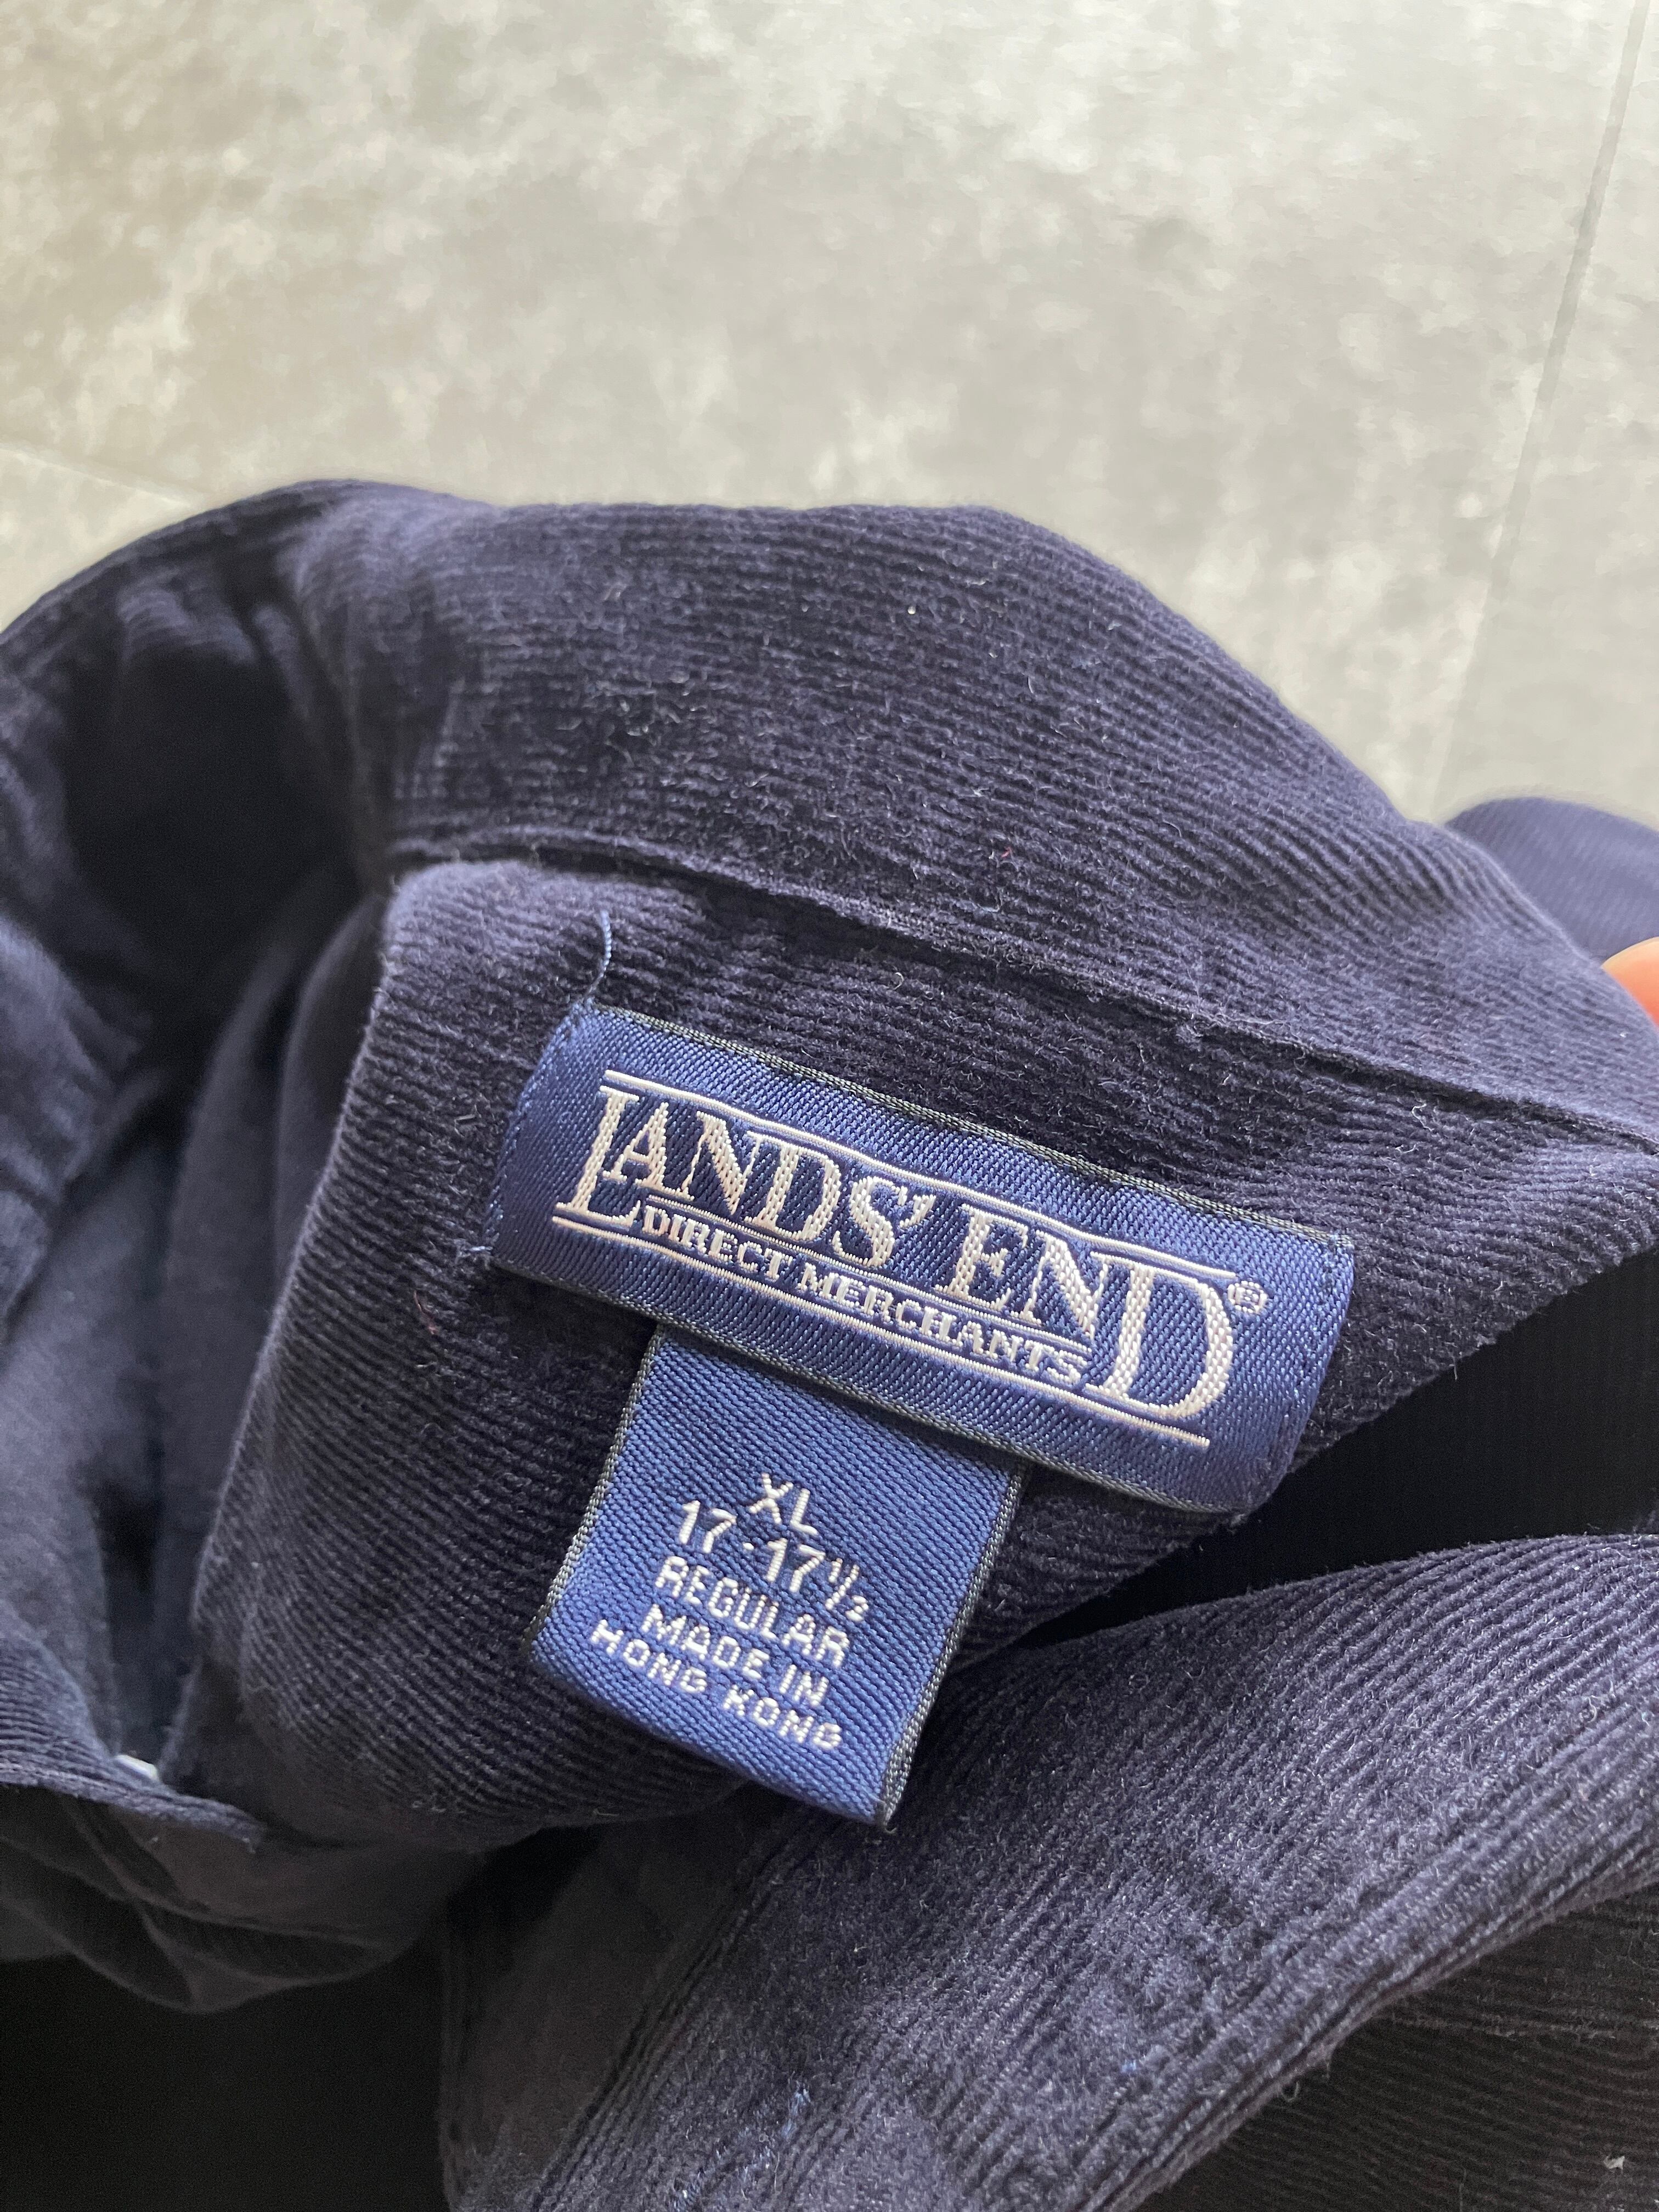 LANDS' END®
DIRECT MERCHANTS
XL
17-17½
REGULAR
MADE IN
HONG KONG